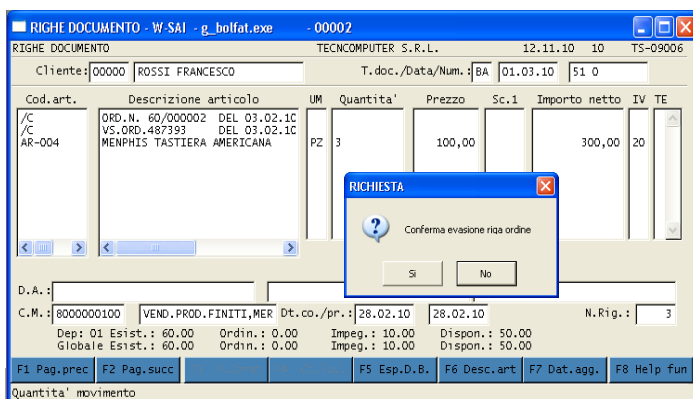 RIGHE DOCUMENTO - W-SAI - g_bolfat.exe - 00002
RIGHE DOCUMENTO TECNCOMPUTER S.R.L. 12.11.10 10 TS-09006
Cliente: 00000 ROSSI FRANCESCO T.doc./Data/Num.: BA 01.03.10 51 0
Cod.art. Descrizione articolo UM Quantita' Prezzo Sc.1 Importo netto IV TE
/C ORD.N. 60/000002 DEL 03.02.10
/C VS.ORD.487393 DEL 03.02.10
AR-004 MENPHIS TASTIERA AMERICANA PZ 3 100,00 300,00 20
RICHIESTA
Conferma evasione riga ordine
Si No
D.A.:
C.M.: 8000000100 VEND.PROD.FINITI,MER Dt.co./pr.: 28.02.10 28.02.10 N.Rig.: 3
Dep: 01 Esist.: 60.00 Ordin.: 0.00 Impeg.: 10.00 Dispon.: 50.00
Globale Esist.: 60.00 Ordin.: 0.00 Impeg.: 10.00 Dispon.: 50.00
F1 Pag.prec F2 Pag.succ F5 Esp.D.B. F6 Desc.art F7 Dat.agg. F8 Help fun
Quantita' movimento